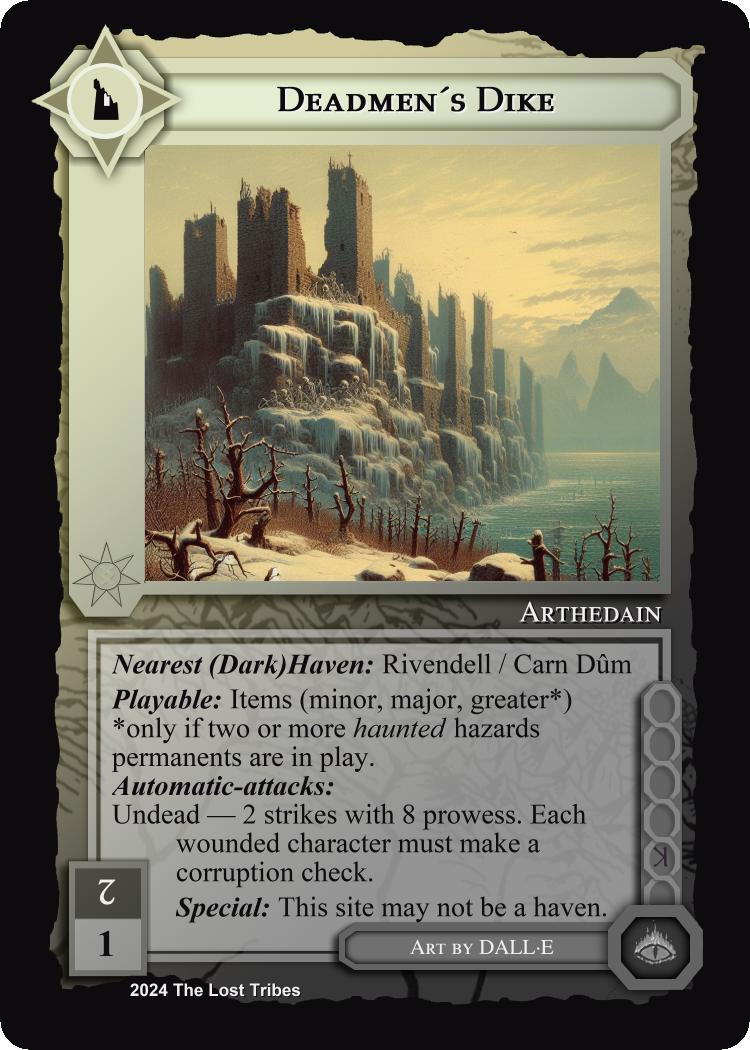 Deadmen´s Dike
Arthedain
Nearest (Dark)Haven: Rivendell / Carn Dûm
Playable: Items (minor, major, greater*)
*only if two or more haunted hazards
permanents are in play.
Automatic-attacks:
Undead — 2 strikes with 8 prowess. Each
wounded character must make a
corruption check.
Special: This site may not be a haven.
K
2
1
Art by DALL·E
2024 The Lost Tribes